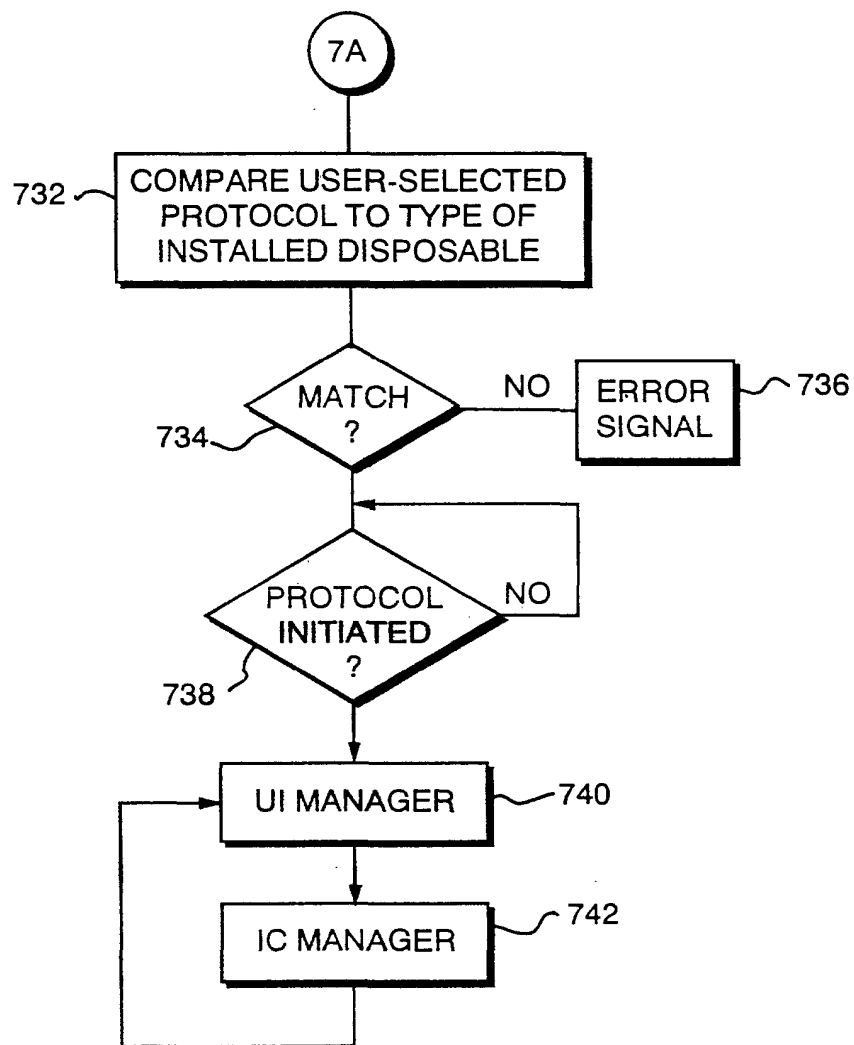 7A
732
COMPARE USER-SELECTED
PROTOCOL TO TYPE OF
INSTALLED DISPOSABLE
MATCH
?
734
NO
ERROR
SIGNAL
736
PROTOCOL
INITIATED
?
NO
738
UI MANAGER
740
IC MANAGER
742